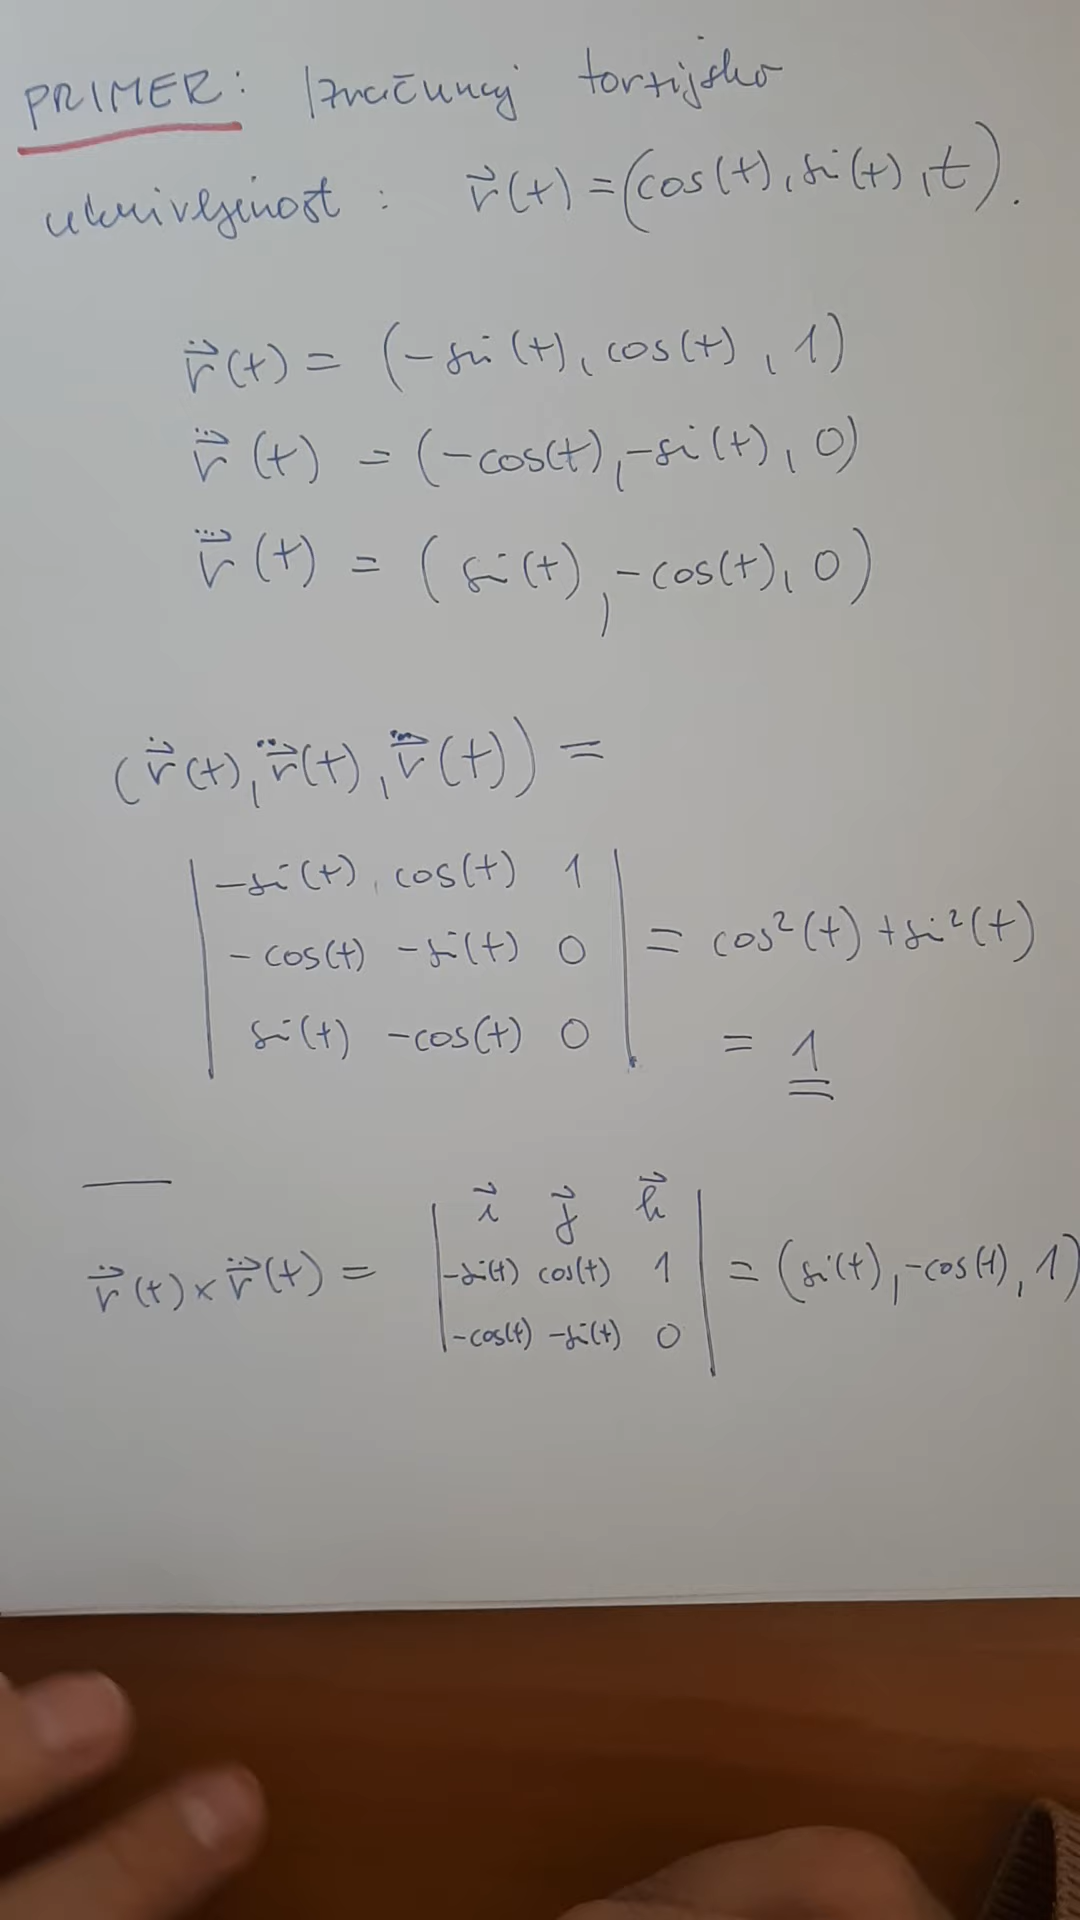 PRIMER: Izračunaj torzijsko
ukrivljenost: r⃗(t) = (cos(t), sin(t), t).
r⃗̇(t) = (-sin(t), cos(t), 1)
r⃗̈(t) = (-cos(t), -sin(t), 0)
r⃗⃛(t) = (sin(t), -cos(t), 0)
(r⃗̇(t), r⃗̈(t), r⃗⃛(t)) =
| -sin(t), cos(t) 1 |
| -cos(t) -sin(t) 0 | = cos²(t) + sin²(t)
| sin(t) -cos(t) 0 | = 1
| i⃗ j⃗ k⃗ |
r⃗̇(t) × r⃗̈(t) = | -sin(t) cos(t) 1 | = (sin(t), -cos(t), 1)
| -cos(t) -sin(t) 0 |